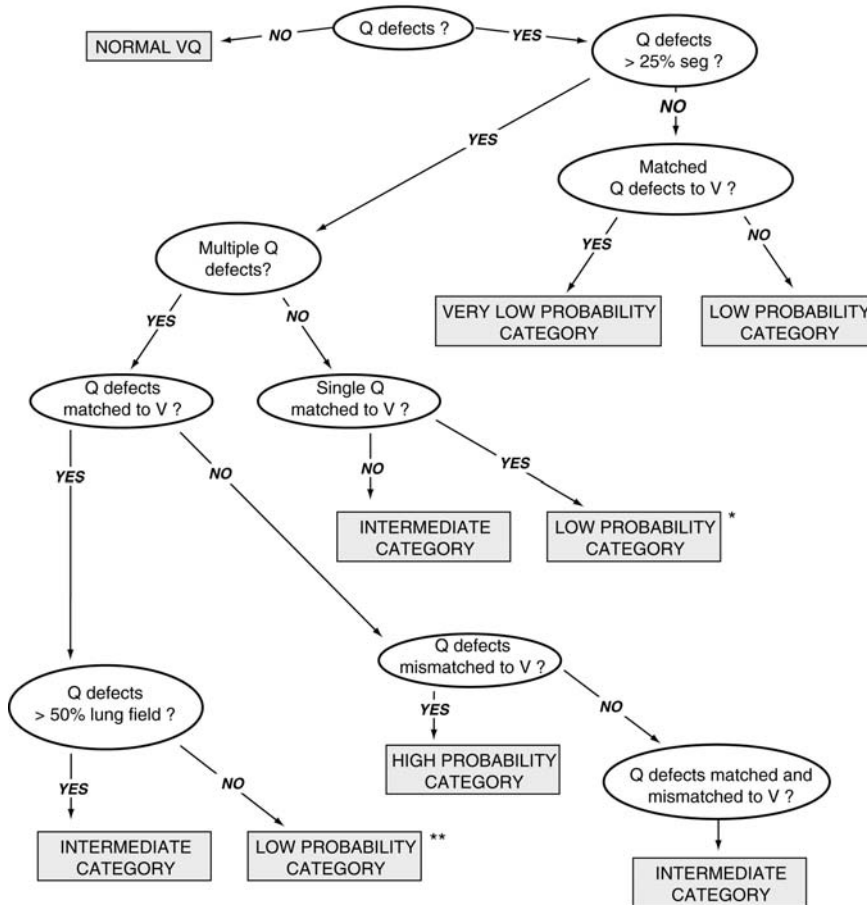 Q defects ?
NO
YES
NORMAL VQ
Q defects
> 25% seg ?
NO
YES
Matched
Q defects to V ?
YES
NO
Multiple Q
defects?
VERY LOW PROBABILITY
CATEGORY
LOW PROBABILITY
CATEGORY
YES
NO
Q defects
matched to V ?
Single Q
matched to V ?
YES
NO
NO
YES
INTERMEDIATE
CATEGORY
LOW PROBABILITY *
CATEGORY
Q defects
mismatched to V ?
Q defects
> 50% lung field ?
YES
NO
HIGH PROBABILITY
CATEGORY
Q defects matched and
mismatched to V ?
YES
NO
INTERMEDIATE
CATEGORY
LOW PROBABILITY **
CATEGORY
INTERMEDIATE
CATEGORY